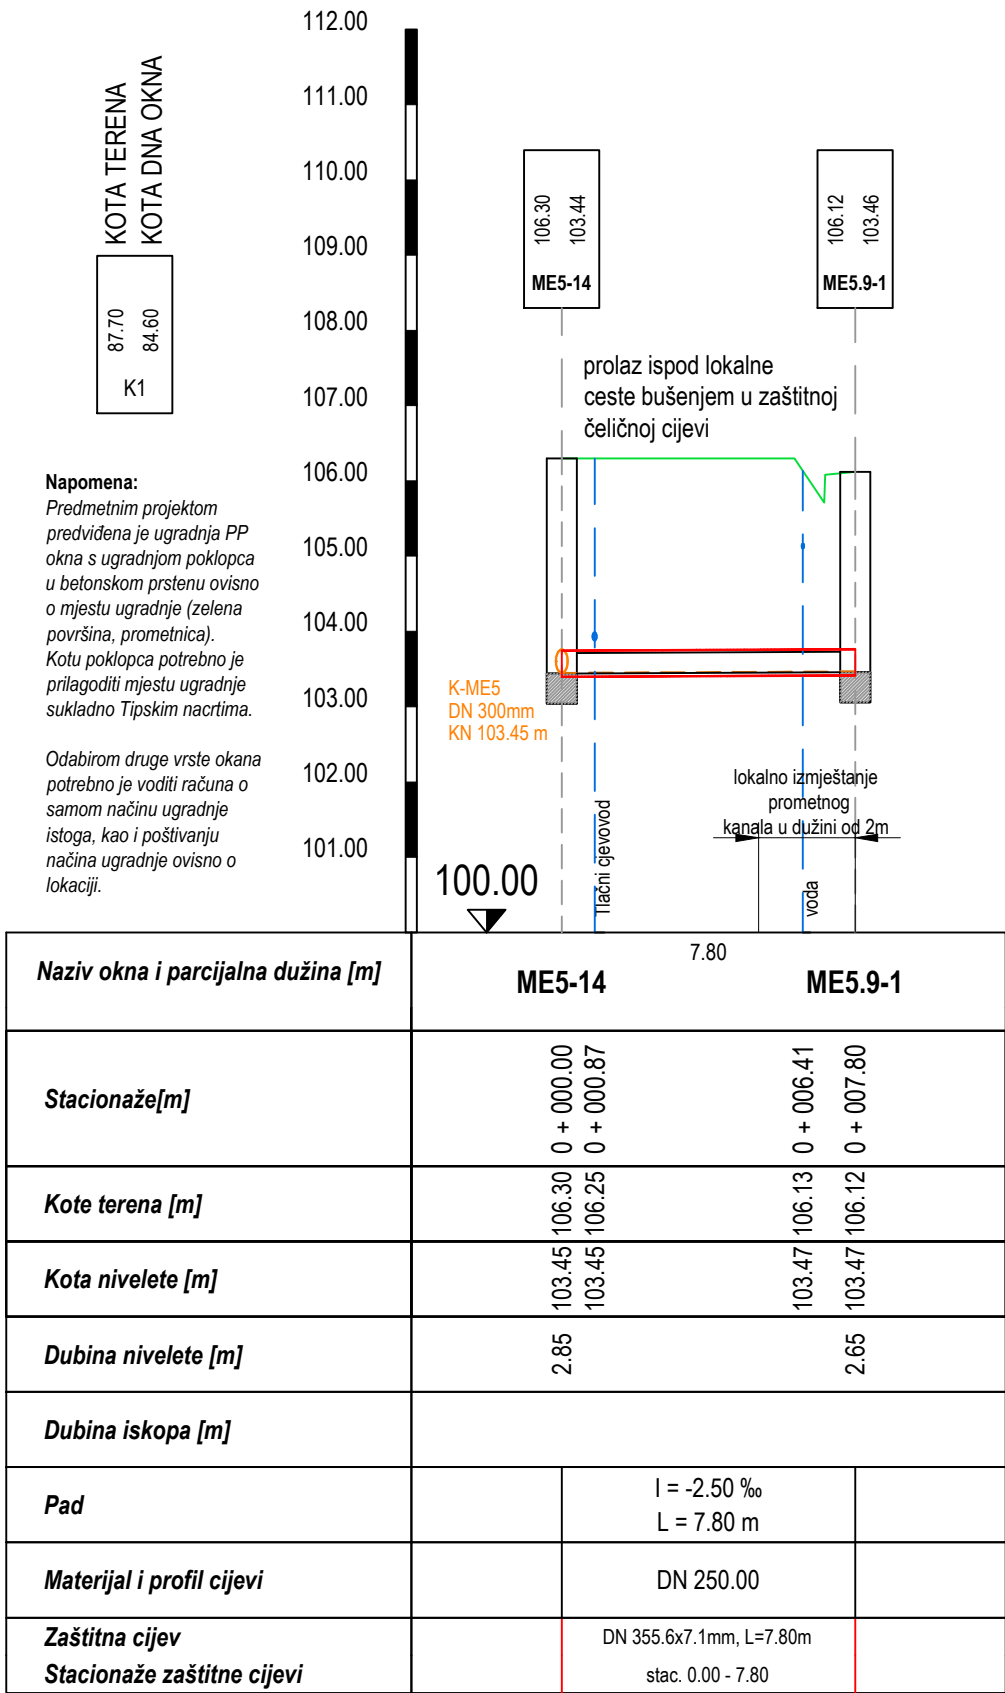 112.00
111.00
110.00
109.00
108.00
107.00
106.00
105.00
104.00
103.00
102.00
101.00
100.00
KOTA TERENA
KOTA DNA OKNA
87.70
84.60
K1
106.30
103.44
ME5-14
106.12
103.46
ME5.9-1
prolaz ispod lokalne
ceste bušenjem u zaštitnoj
čeličnoj cijevi
Napomena:
Predmetnim projektom
predviđena je ugradnja PP
okna s ugradnjom poklopca
u betonskom prstenu ovisno
o mjestu ugradnje (zelena
površina, prometnica).
Kotu poklopca potrebno je
prilagoditi mjestu ugradnje
sukladno Tipskim nacrtima.
Odabirom druge vrste okana
potrebno je voditi računa o
samom načinu ugradnje
istoga, kao i poštivanju
načina ugradnje ovisno o
lokaciji.
K-ME5
DN 300mm
KN 103.45 m
lokalno izmještanje
prometnog
kanala u dužini od 2m
Tlačni cjevovod
voda
Naziv okna i parcijalna dužina [m]
7.80
ME5-14
ME5.9-1
Stacionaže[m]
0 + 000.00
0 + 000.87
0 + 006.41
0 + 007.80
Kote terena [m]
106.30
106.25
106.13
106.12
Kota nivelete [m]
103.45
103.45
103.47
103.47
Dubina nivelete [m]
2.85
2.65
Dubina iskopa [m]
Pad
I = -2.50 ‰
L = 7.80 m
Materijal i profil cijevi
DN 250.00
Zaštitna cijev
DN 355.6x7.1mm, L=7.80m
Stacionaže zaštitne cijevi
stac. 0.00 - 7.80